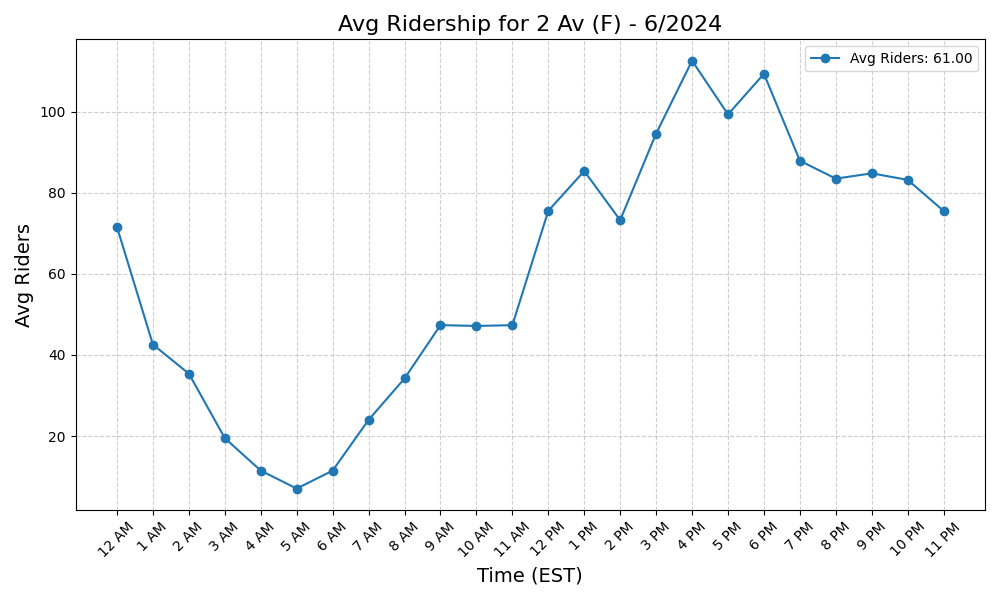 Avg Ridership for 2 Av (F) - 6/2024
Avg Riders: 61.00
Avg Riders
100
80
60
40
20
12 AM
1 AM
2 AM
3 AM
4 AM
5 AM
6 AM
7 AM
8 AM
9 AM
10 AM
11 AM
12 PM
1 PM
2 PM
3 PM
4 PM
5 PM
6 PM
7 PM
8 PM
9 PM
10 PM
11 PM
Time (EST)